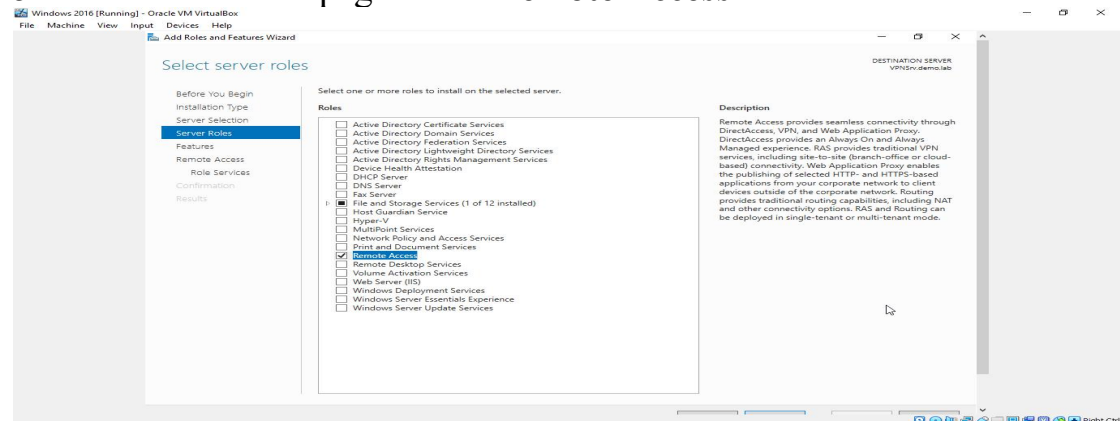 Windows 2016 [Running] - Oracle VM VirtualBox
File Machine View Input Devices Help
Add Roles and Features Wizard
Select server roles
DESTINATION SERVER
VPNSrv.demo.lab
Before You Begin
Installation Type
Server Selection
Server Roles
Features
Remote Access
Role Services
Confirmation
Results
Select one or more roles to install on the selected server.
Roles
Active Directory Certificate Services
Active Directory Domain Services
Active Directory Federation Services
Active Directory Lightweight Directory Services
Active Directory Rights Management Services
Device Health Attestation
DHCP Server
DNS Server
Fax Server
File and Storage Services (1 of 12 installed)
Host Guardian Service
Hyper-V
MultiPoint Services
Network Policy and Access Services
Print and Document Services
Remote Access
Remote Desktop Services
Volume Activation Services
Web Server (IIS)
Windows Deployment Services
Windows Server Essentials Experience
Windows Server Update Services
Description
Remote Access provides seamless connectivity through
DirectAccess, VPN, and Web Application Proxy.
DirectAccess provides an Always On and Always
Managed experience. RAS provides traditional VPN
services, including site-to-site (branch-office or cloud-
based) connectivity. Web Application Proxy enables
the publishing of selected HTTP- and HTTPS-based
applications from your corporate network to client
devices outside of the corporate network. Routing
provides traditional routing capabilities, including NAT
and other connectivity options. RAS and Routing can
be deployed in single-tenant or multi-tenant mode.
Right Ctrl